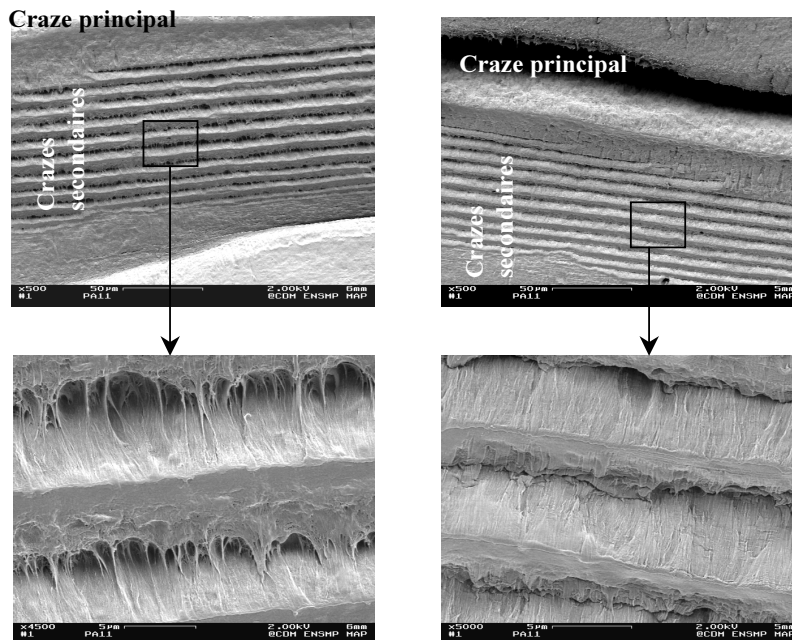 Craze principal
Crazes
secondaires
x500 50µm 2.00kV 6mm
#1 PA11 @CDM ENSMP MAP
Craze principal
Crazes
secondaires
x500 50µm 2.00kV 5mm
#1 PA11 @CDM ENSMP MAP
x4500 5µm 2.00kV 6mm
#1 PA11 @CDM ENSMP MAP
x5000 5µm 2.00kV 5mm
#1 PA11 @CDM ENSMP MAP